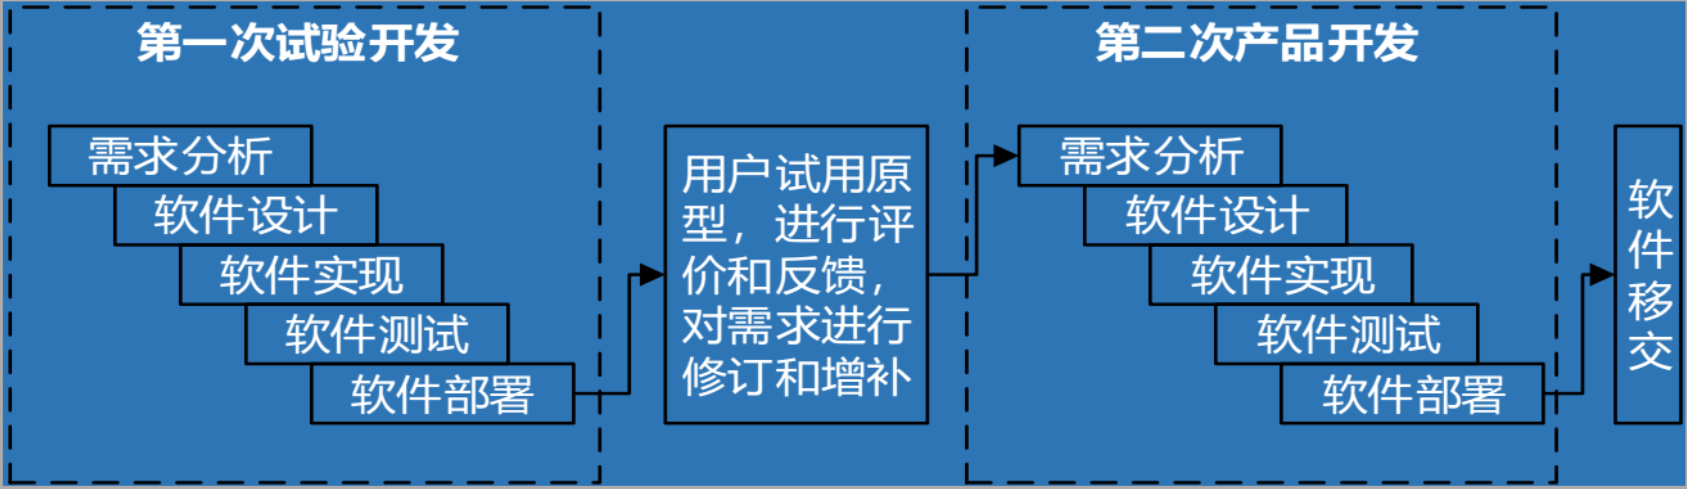 第一次试验开发
需求分析
软件设计
软件实现
软件测试
软件部署
用户试用原
型，进行评
价和反馈，
对需求进行
修订和增补
第二次产品开发
需求分析
软件设计
软件实现
软件测试
软件部署
软
件
移
交